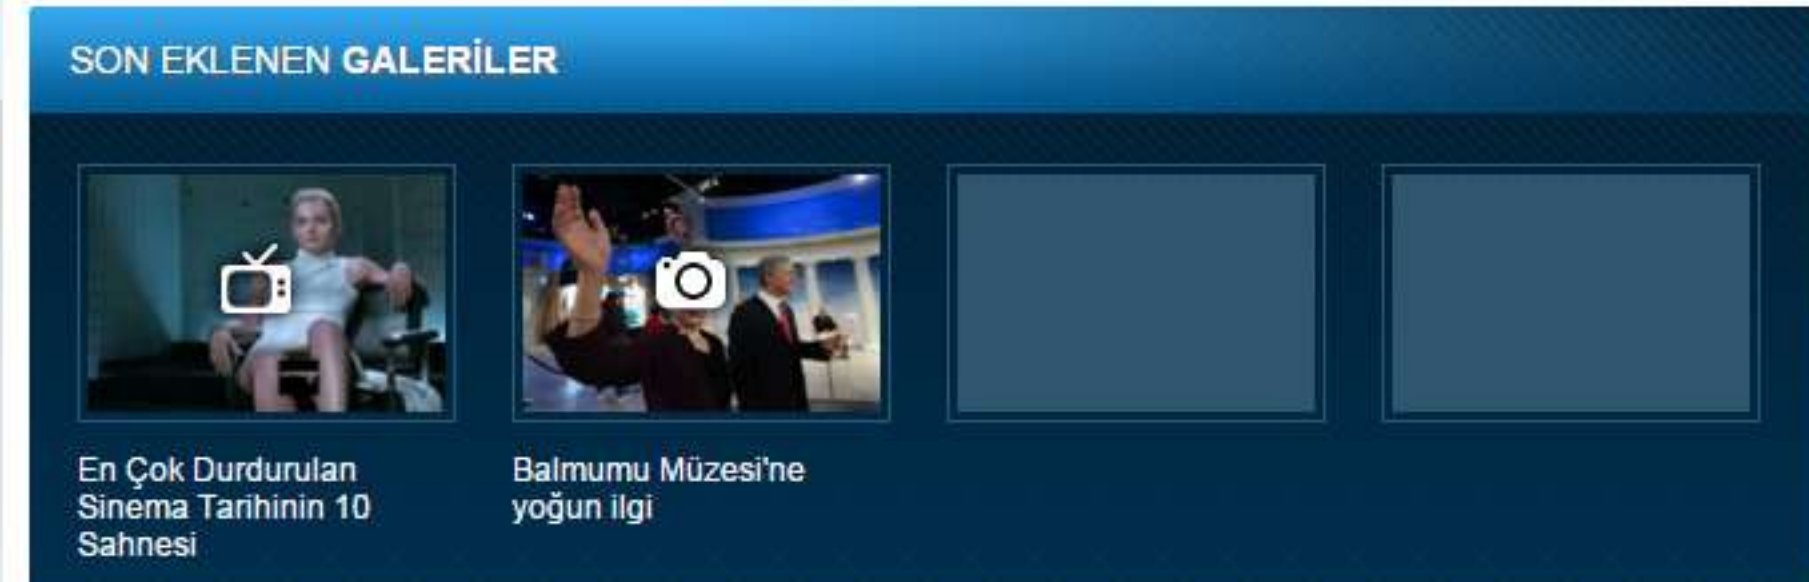 SON EKLENEN GALERİLER
En Çok Durdurulan
Sinema Tarihinin 10
Sahnesi
Balmumu Müzesi'ne
yoğun ilgi